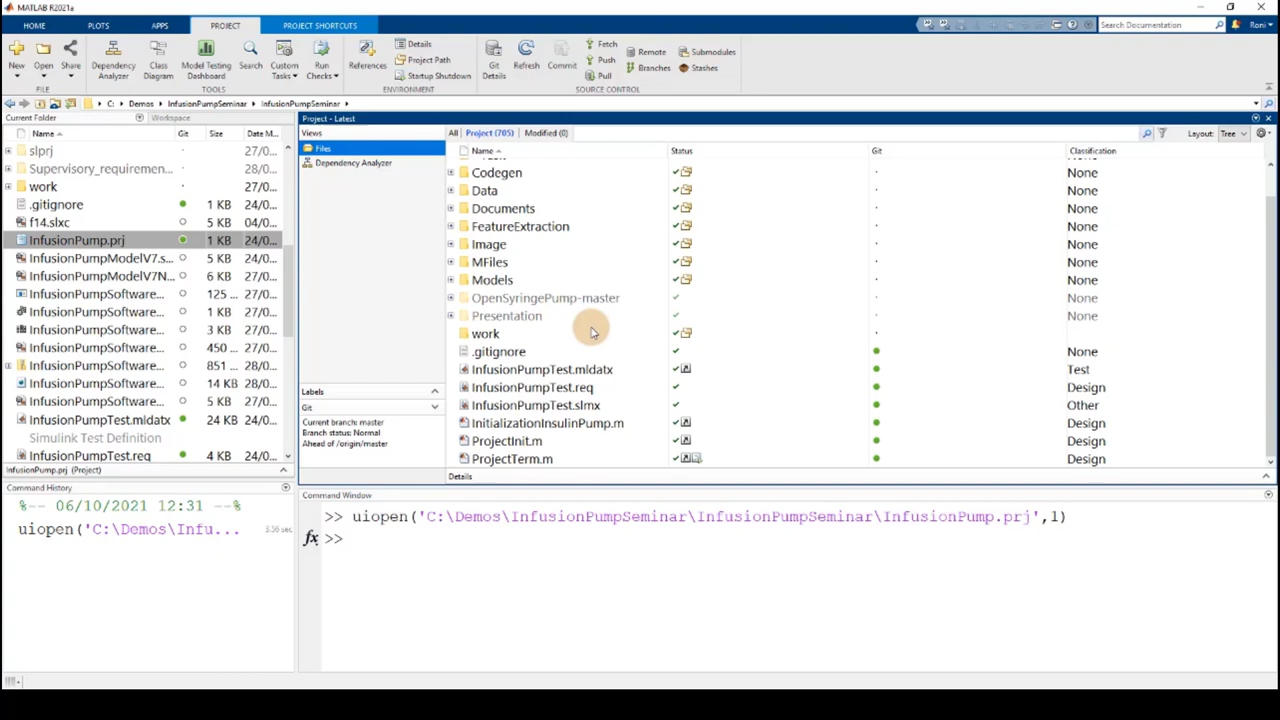 MATLAB R2021a
HOME PLOTS APPS PROJECT PROJECT SHORTCUTS Search Documentation Roni
New Open Share Dependency Analyzer Class Diagram Model Testing Dashboard Search Custom Tasks Run Checks References Details Project Path Startup Shutdown Git Details Refresh Commit Fetch Push Pull Remote Branches Submodules Stashes
FILE TOOLS ENVIRONMENT SOURCE CONTROL
C: Demos InfusionPumpSeminar InfusionPumpSeminar
Current Folder Workspace
Name Git Size Date M...
slprj 27/0...
Supervisory_requiremen... 28/0...
work 27/0...
.gitignore 1 KB 24/0...
f14.slxc 5 KB 04/0...
InfusionPump.prj 1 KB 24/0...
InfusionPumpModelV7.s... 5 KB 24/0...
InfusionPumpModelV7N... 6 KB 27/0...
InfusionPumpSoftware... 125 ... 27/0...
InfusionPumpSoftware... 1 KB 27/0...
InfusionPumpSoftware... 3 KB 27/0...
InfusionPumpSoftware... 450 ... 27/0...
InfusionPumpSoftware... 851 ... 28/0...
InfusionPumpSoftware... 14 KB 28/0...
InfusionPumpSoftware... 5 KB 27/0...
InfusionPumpTest.mldatx 24 KB 24/0...
Simulink Test Definition
InfusionPumpTest.req 4 KB 24/0...
InfusionPump.prj (Project)
Project - Latest
Views
Files
Dependency Analyzer
Labels
Git
Current branch: master
Branch status: Normal
Ahead of /origin/master
All Project (705) Modified (0) Layout: Tree
Name Status Git Classification
Codegen None
Data None
Documents None
FeatureExtraction None
Image None
MFiles None
Models None
OpenSyringePump-master None
Presentation None
work
.gitignore None
InfusionPumpTest.mldatx Test
InfusionPumpTest.req Design
InfusionPumpTest.slmx Other
InitializationInsulinPump.m Design
ProjectInit.m Design
ProjectTerm.m Design
Details
Command History
%-- 06/10/2021 12:31 --%
uiopen('C:\Demos\Infu...
Command Window
>> uiopen('C:\Demos\InfusionPumpSeminar\InfusionPumpSeminar\InfusionPump.prj',1)
fx >>